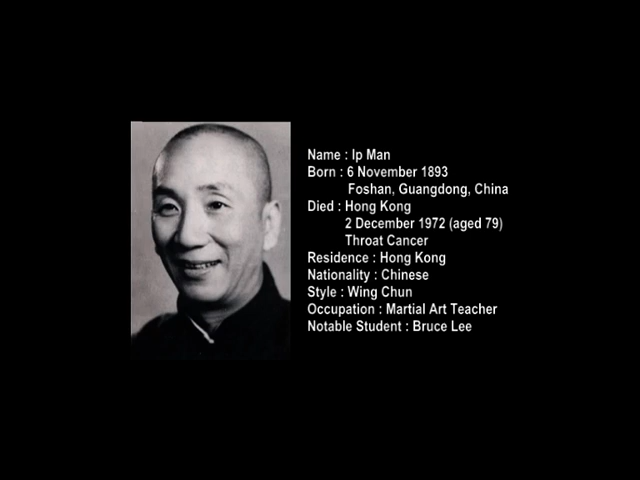 Name : Ip Man
Born : 6 November 1893
Foshan, Guangdong, China
Died : Hong Kong
2 December 1972 (aged 79)
Throat Cancer
Residence : Hong Kong
Nationality : Chinese
Style : Wing Chun
Occupation : Martial Art Teacher
Notable Student : Bruce Lee